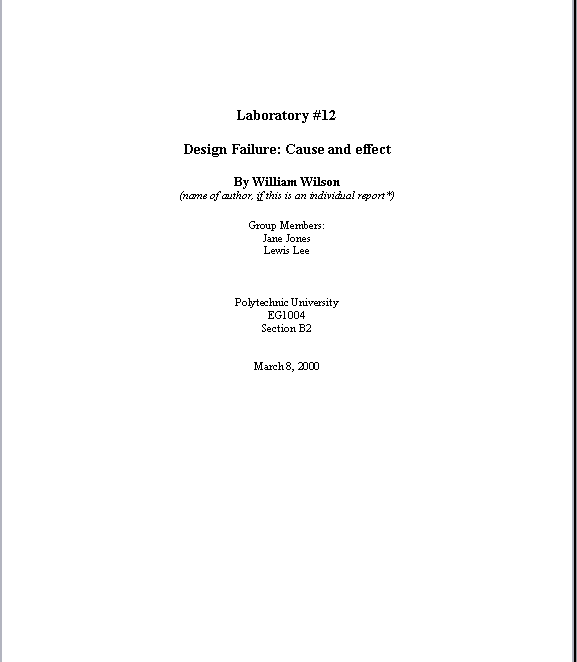 Laboratory #12
Design Failure: Cause and effect
By William Wilson
(name of author, if this is an individual report*)
Group Members:
Jane Jones
Lewis Lee
Polytechnic University
EG1004
Section B2
March 8, 2000